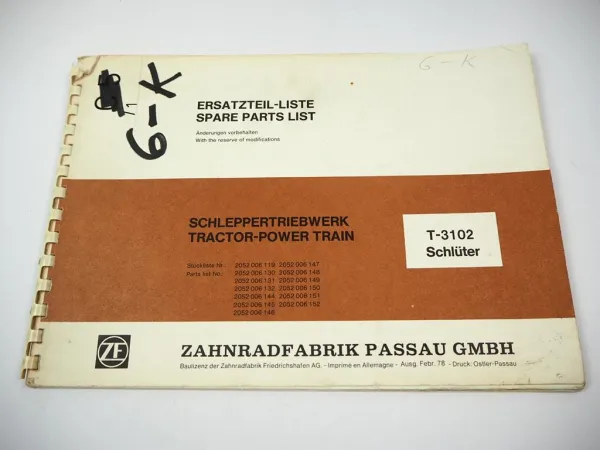 6-K
G-K
ERSATZTEIL-LISTE
SPARE PARTS LIST
Änderungen vorbehalten
With the reserve of modifications
SCHLEPPERTRIEBWERK
TRACTOR-POWER TRAIN
T-3102
Schlüter
Stückliste Nr.: 2052 006 119 2052 006 147
Parts list No.: 2052 006 130 2052 006 148
2052 006 131 2052 006 149
2052 006 132 2052 006 150
2052 006 144 2052 006 151
2052 006 145 2052 006 152
2052 006 146
ZF
ZAHNRADFABRIK PASSAU GMBH
Baulizenz der Zahnradfabrik Friedrichshafen AG. - Imprimé en Allemagne - Ausg. Febr. 78 - Druck: Ostler-Passau